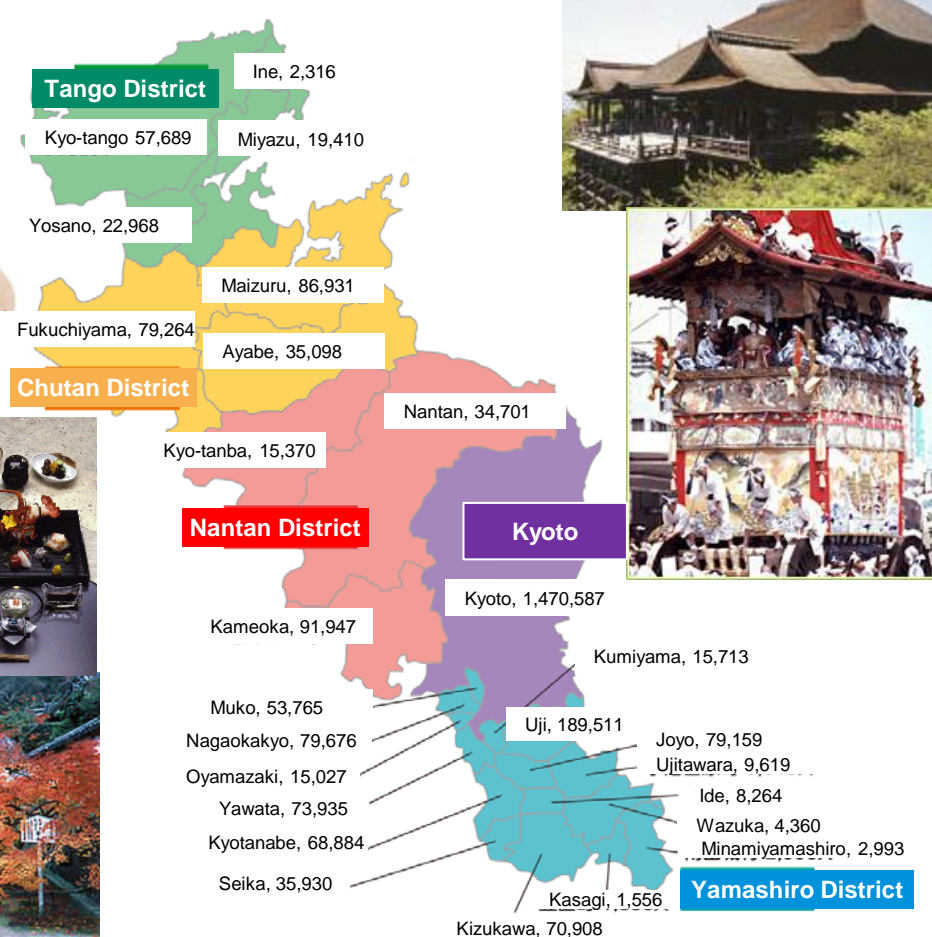 Ine, 2,316
Tango District
Kyo-tango 57,689
Miyazu, 19,410
Yosano, 22,968
Maizuru, 86,931
Fukuchiyama, 79,264
Ayabe, 35,098
Chutan District
Nantan, 34,701
Kyo-tanba, 15,370
Nantan District
Kyoto
Kyoto, 1,470,587
Kameoka, 91,947
Kumiyama, 15,713
Muko, 53,765
Uji, 189,511
Nagaokakyo, 79,676
Joyo, 79,159
Ujitawara, 9,619
Oyamazaki, 15,027
Ide, 8,264
Yawata, 73,935
Wazuka, 4,360
Kyotanabe, 68,884
Minamiyamashiro, 2,993
Seika, 35,930
Yamashiro District
Kasagi, 1,556
Kizukawa, 70,908